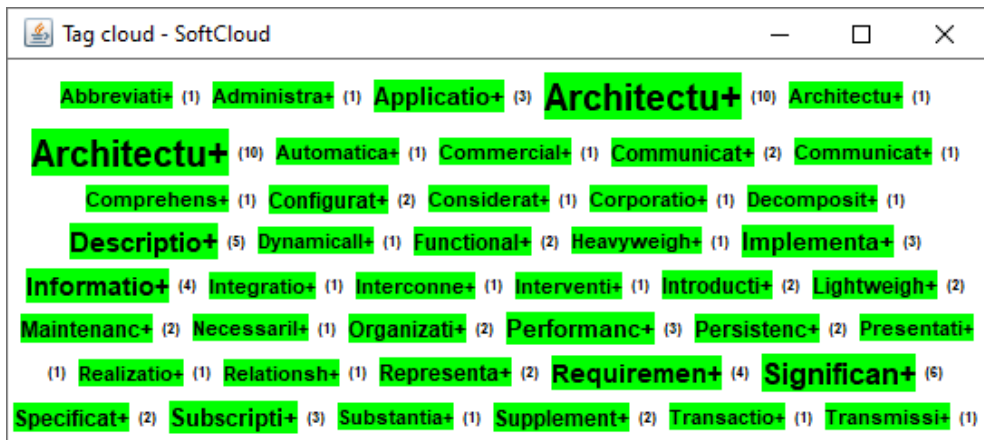 Tag cloud - SoftCloud
Abbreviati+ (1) Administra+ (1) Applicatio+ (3) Architectu+ (10) Architectu+ (1)
Architectu+ (10) Automatica+ (1) Commercial+ (1) Communicat+ (2) Communicat+ (1)
Comprehens+ (1) Configurat+ (2) Considerat+ (1) Corporatio+ (1) Decomposit+ (1)
Descriptio+ (5) Dynamicall+ (1) Functional+ (2) Heavyweigh+ (1) Implementa+ (3)
Informatio+ (4) Integratio+ (1) Interconne+ (1) Interventi+ (1) Introducti+ (2) Lightweigh+ (2)
Maintenanc+ (2) Necessaril+ (1) Organizati+ (2) Performanc+ (3) Persistenc+ (2) Presentati+
(1) Realizatio+ (1) Relationsh+ (1) Representa+ (2) Requiremen+ (4) Significan+ (6)
Specificat+ (2) Subscripti+ (3) Substantia+ (1) Supplement+ (2) Transactio+ (1) Transmissi+ (1)